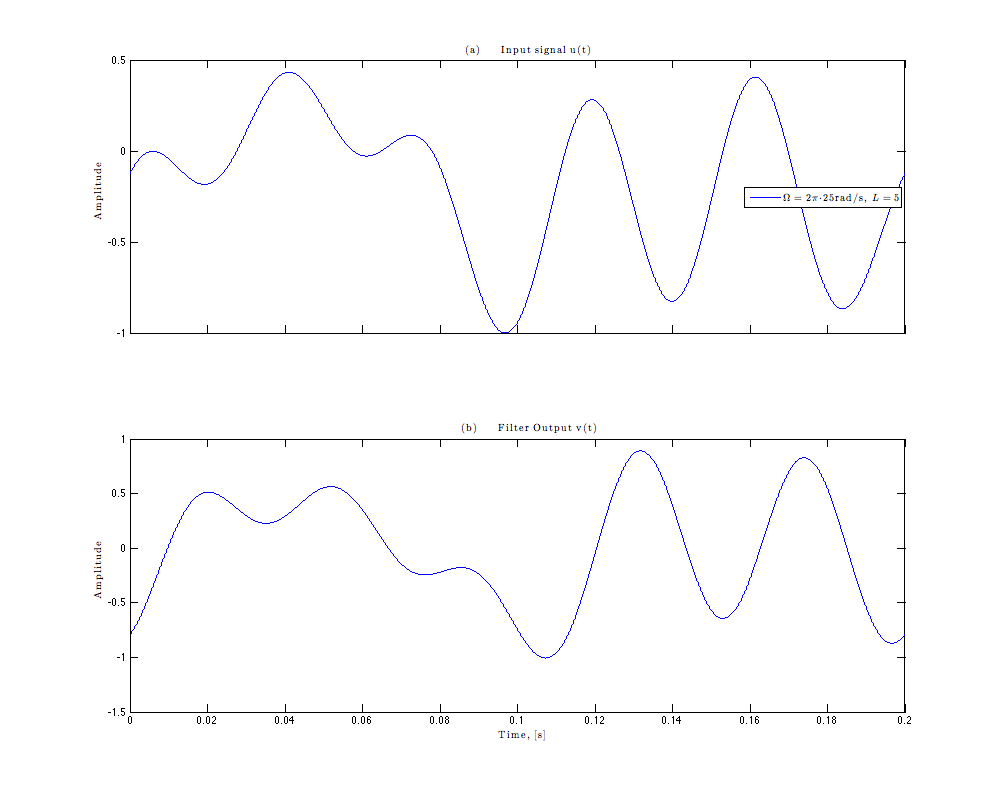 (a) Input signal u(t)
0.5
0
-0.5
-1
Amplitude
Ω = 2π·25rad/s, L = 5
(b) Filter Output v(t)
1
0.5
0
-0.5
-1
-1.5
Amplitude
0 0.02 0.04 0.06 0.08 0.1 0.12 0.14 0.16 0.18 0.2
Time, [s]